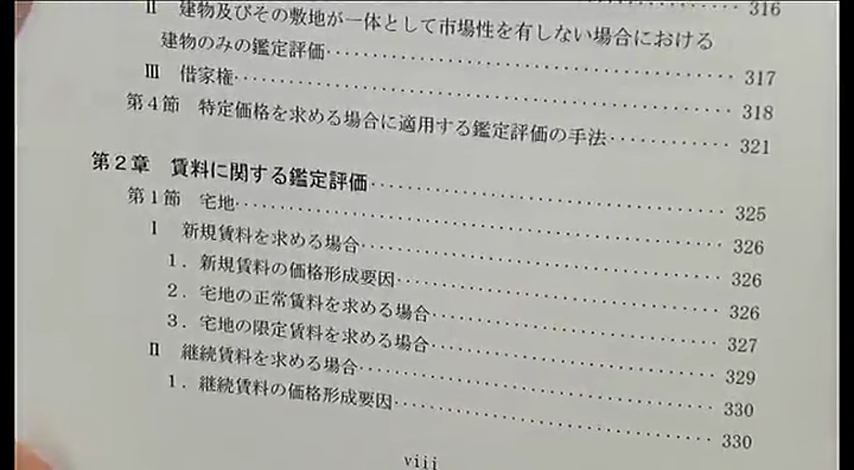 316
Ⅱ 建物及びその敷地が一体として市場性を有しない場合における
建物のみの鑑定評価 317
Ⅲ 借家権 318
第4節 特定価格を求める場合に適用する鑑定評価の手法 321
第2章 賃料に関する鑑定評価 325
第1節 宅地 326
Ⅰ 新規賃料を求める場合 326
1．新規賃料の価格形成要因 326
2．宅地の正常賃料を求める場合 327
3．宅地の限定賃料を求める場合 329
Ⅱ 継続賃料を求める場合 330
1．継続賃料の価格形成要因 330
viii